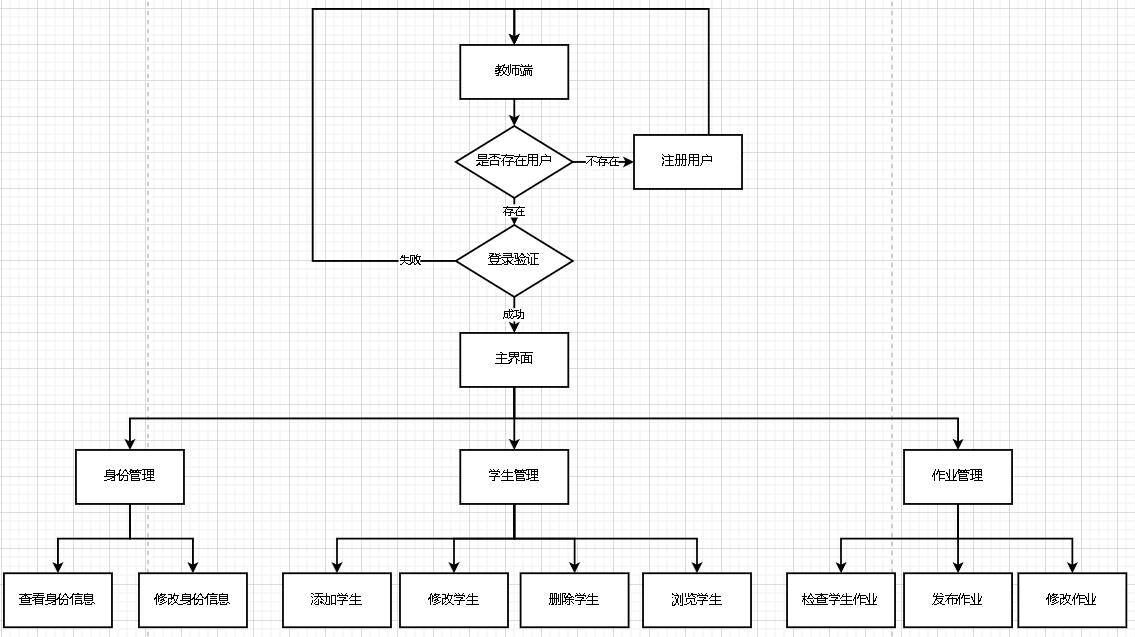 教师端
是否存在用户
不存在
注册用户
存在
登录验证
失败
成功
主界面
身份管理
学生管理
作业管理
查看身份信息
修改身份信息
添加学生
修改学生
删除学生
浏览学生
检查学生作业
发布作业
修改作业